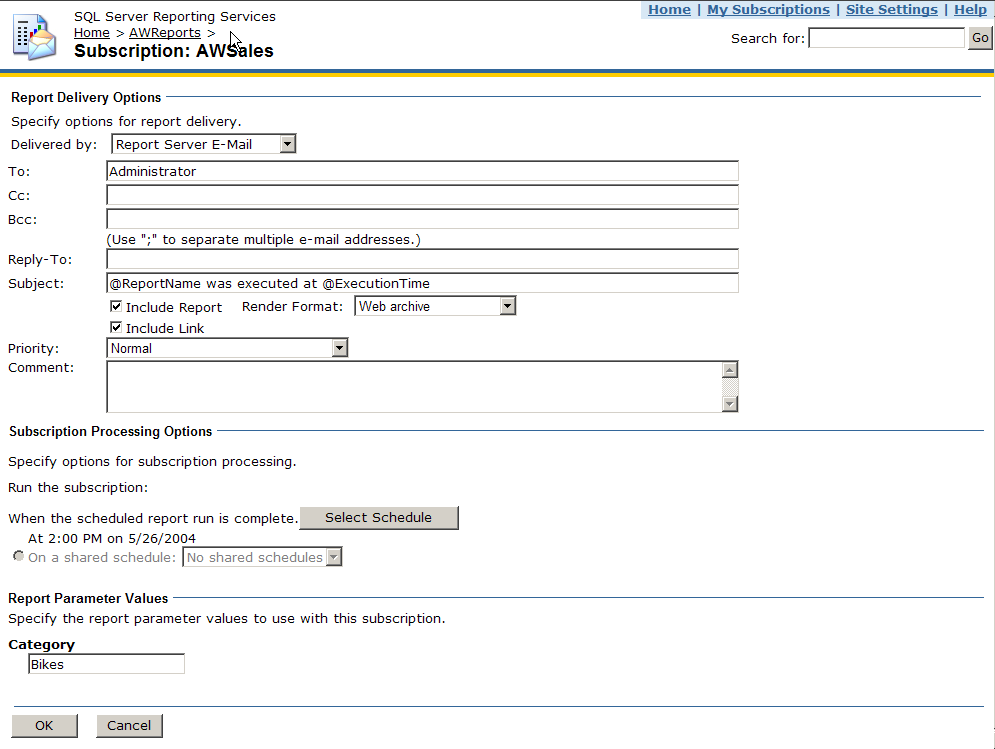 SQL Server Reporting Services
Home | My Subscriptions | Site Settings | Help
Home > AWReports >
Subscription: AWSales
Search for: Go
Report Delivery Options
Specify options for report delivery.
Delivered by: Report Server E-Mail
To: Administrator
Cc:
Bcc:
(Use ";" to separate multiple e-mail addresses.)
Reply-To:
Subject: @ReportName was executed at @ExecutionTime
Include Report Render Format: Web archive
Include Link
Priority: Normal
Comment:
Subscription Processing Options
Specify options for subscription processing.
Run the subscription:
When the scheduled report run is complete. Select Schedule
At 2:00 PM on 5/26/2004
On a shared schedule: No shared schedules
Report Parameter Values
Specify the report parameter values to use with this subscription.
Category
Bikes
OK Cancel